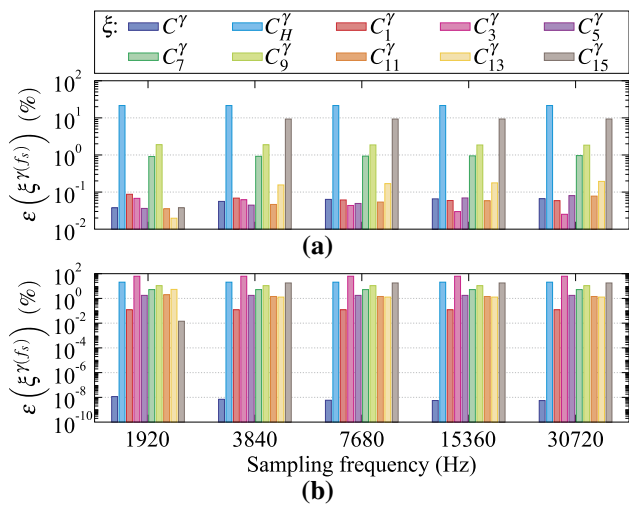 ξ: C^γ C_H^γ C_1^γ C_3^γ C_5^γ
C_7^γ C_9^γ C_11^γ C_13^γ C_15^γ
ε(ξ^γ(f_s)) (%)
10^2
10^1
10^0
10^-1
10^-2
(a)
ε(ξ^γ(f_s)) (%)
10^2
10^0
10^-2
10^-4
10^-6
10^-8
10^-10
1920 3840 7680 15360 30720
Sampling frequency (Hz)
(b)